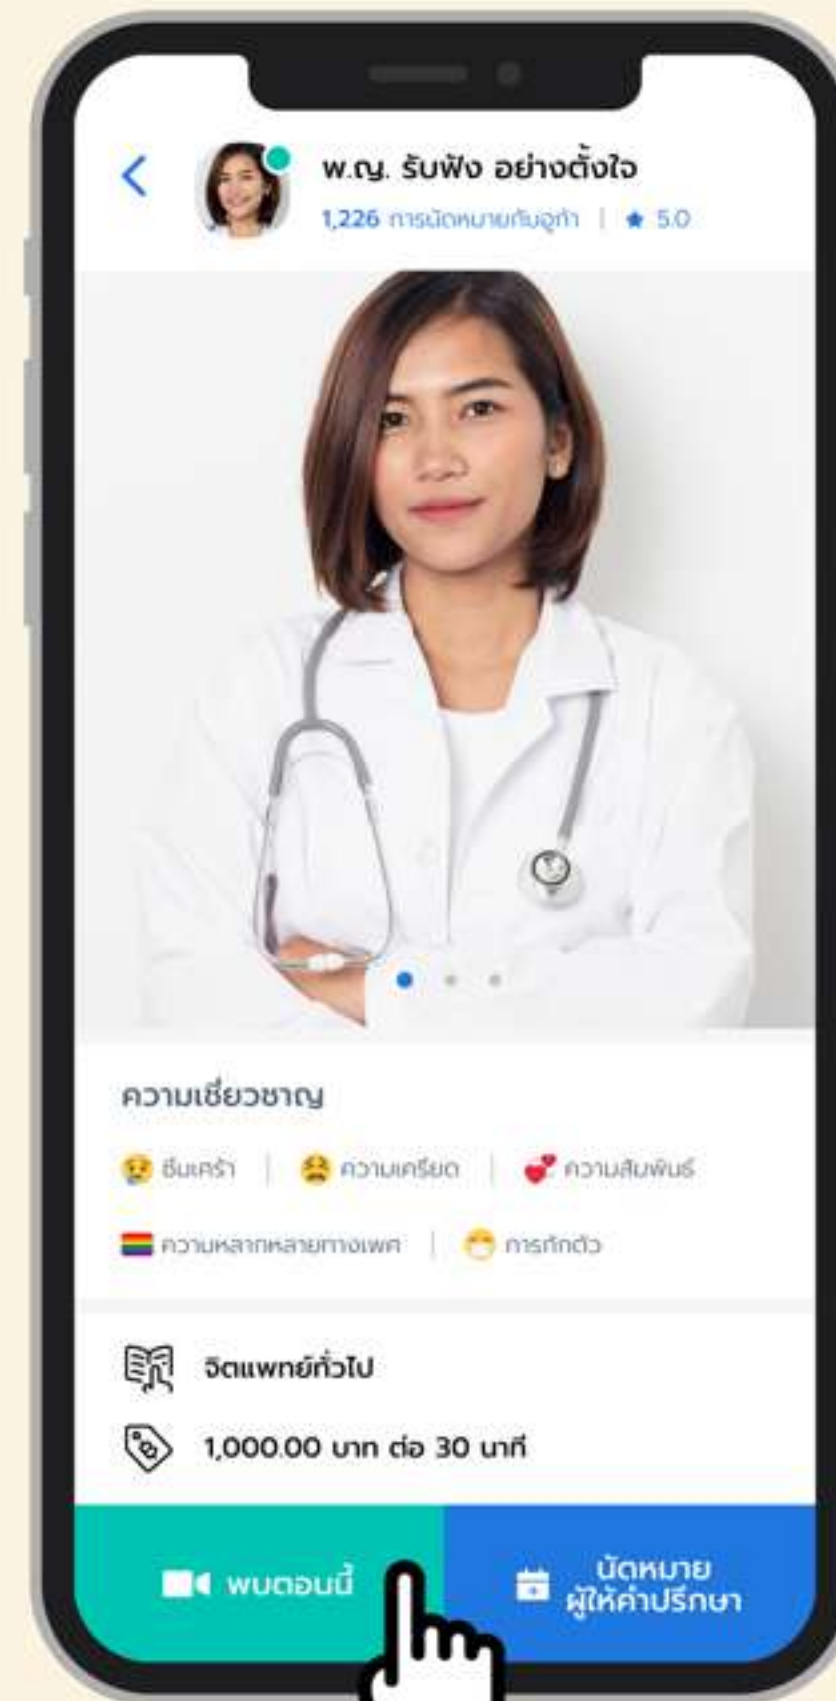 พ.ญ. รับฟัง อย่างตั้งใจ
1,226 การนัดหมายกับอูก้า | ★ 5.0
ความเชี่ยวชาญ
😢 ซึมเศร้า | 😫 ความเครียด | 💕 ความสัมพันธ์
🏳️‍🌈 ความหลากหลายทางเพศ | 😷 การกักตัว
จิตแพทย์ทั่วไป
1,000.00 บาท ต่อ 30 นาที
พบตอนนี้
นัดหมาย
ผู้ให้คำปรึกษา